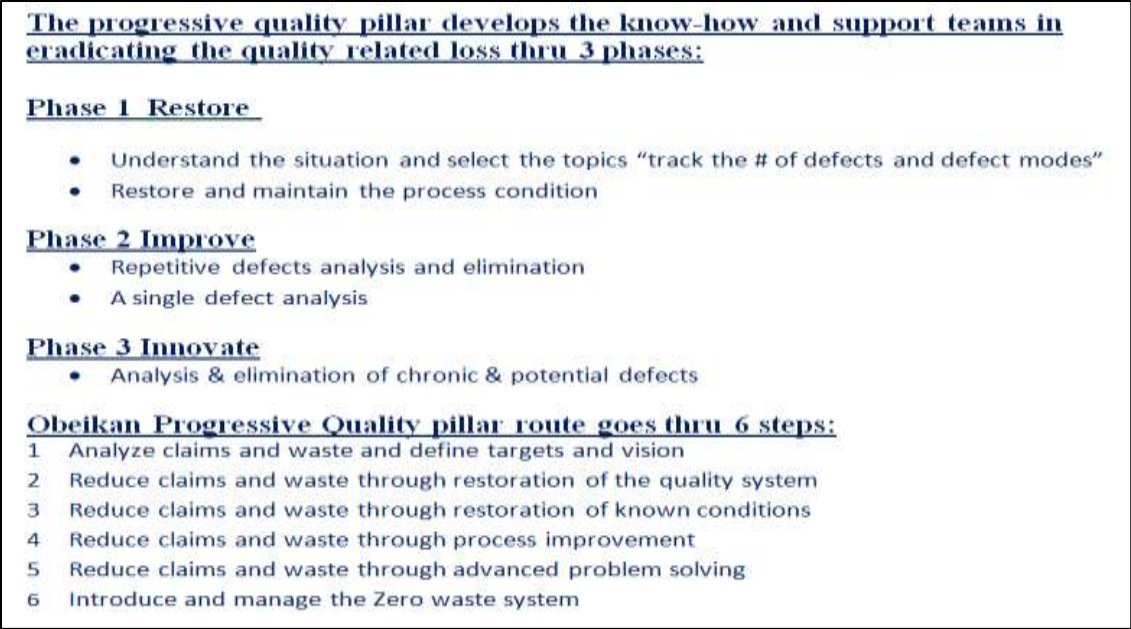 The progressive quality pillar develops the know-how and support teams in
eradicating the quality related loss thru 3 phases:
Phase 1 Restore
• Understand the situation and select the topics “track the # of defects and defect modes”
• Restore and maintain the process condition
Phase 2 Improve
• Repetitive defects analysis and elimination
• A single defect analysis
Phase 3 Innovate
• Analysis & elimination of chronic & potential defects
Obeikan Progressive Quality pillar route goes thru 6 steps:
1 Analyze claims and waste and define targets and vision
2 Reduce claims and waste through restoration of the quality system
3 Reduce claims and waste through restoration of known conditions
4 Reduce claims and waste through process improvement
5 Reduce claims and waste through advanced problem solving
6 Introduce and manage the Zero waste system